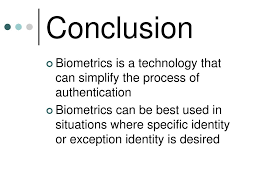 Conclusion
Biometrics is a technology that
can simplify the process of
authentication
Biometrics can be best used in
situations where specific identity
or exception identity is desired